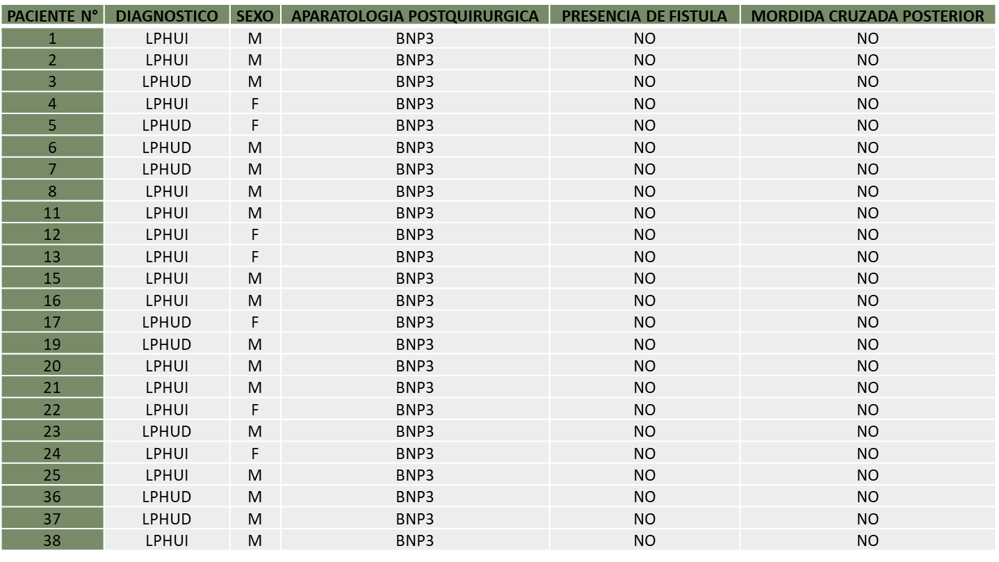 PACIENTE N° DIAGNOSTICO SEXO APARATOLOGIA POSTQUIRURGICA PRESENCIA DE FISTULA MORDIDA CRUZADA POSTERIOR
1 LPHUI M BNP3 NO NO
2 LPHUI M BNP3 NO NO
3 LPHUD M BNP3 NO NO
4 LPHUI F BNP3 NO NO
5 LPHUD F BNP3 NO NO
6 LPHUD M BNP3 NO NO
7 LPHUD M BNP3 NO NO
8 LPHUI M BNP3 NO NO
11 LPHUI M BNP3 NO NO
12 LPHUI F BNP3 NO NO
13 LPHUI F BNP3 NO NO
15 LPHUI M BNP3 NO NO
16 LPHUI M BNP3 NO NO
17 LPHUD F BNP3 NO NO
19 LPHUD M BNP3 NO NO
20 LPHUI M BNP3 NO NO
21 LPHUI M BNP3 NO NO
22 LPHUI F BNP3 NO NO
23 LPHUD M BNP3 NO NO
24 LPHUI F BNP3 NO NO
25 LPHUI M BNP3 NO NO
36 LPHUD M BNP3 NO NO
37 LPHUD M BNP3 NO NO
38 LPHUI M BNP3 NO NO